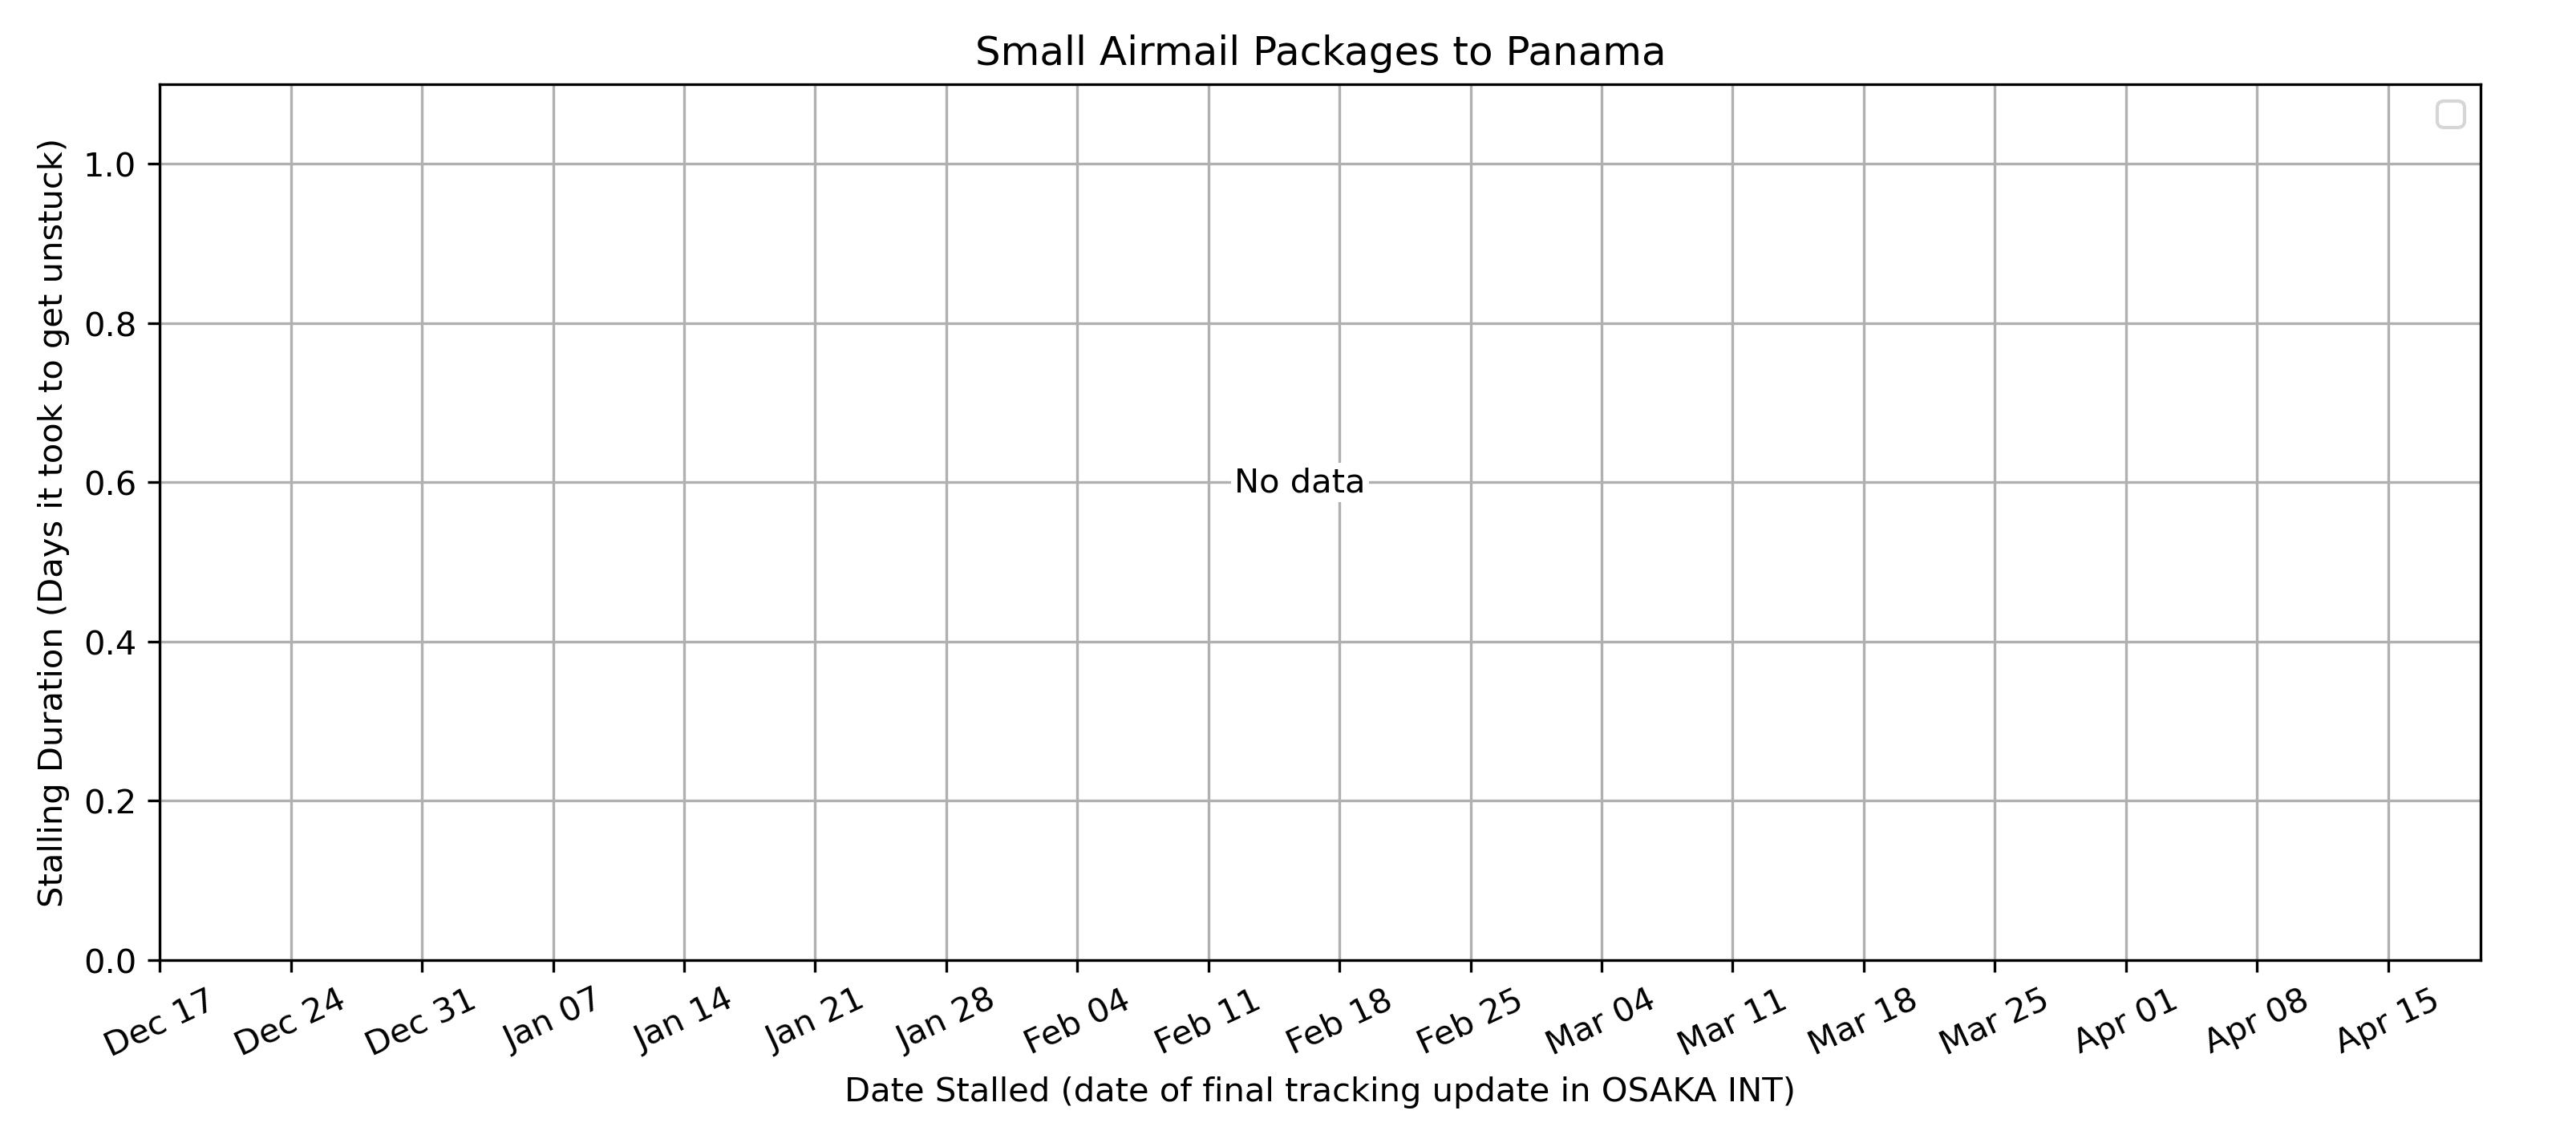 Small Airmail Packages to Panama
Stalling Duration (Days it took to get unstuck)
1.0
0.8
0.6
0.4
0.2
0.0
No data
Dec 17
Dec 24
Dec 31
Jan 07
Jan 14
Jan 21
Jan 28
Feb 04
Feb 11
Feb 18
Feb 25
Mar 04
Mar 11
Mar 18
Mar 25
Apr 01
Apr 08
Apr 15
Date Stalled (date of final tracking update in OSAKA INT)